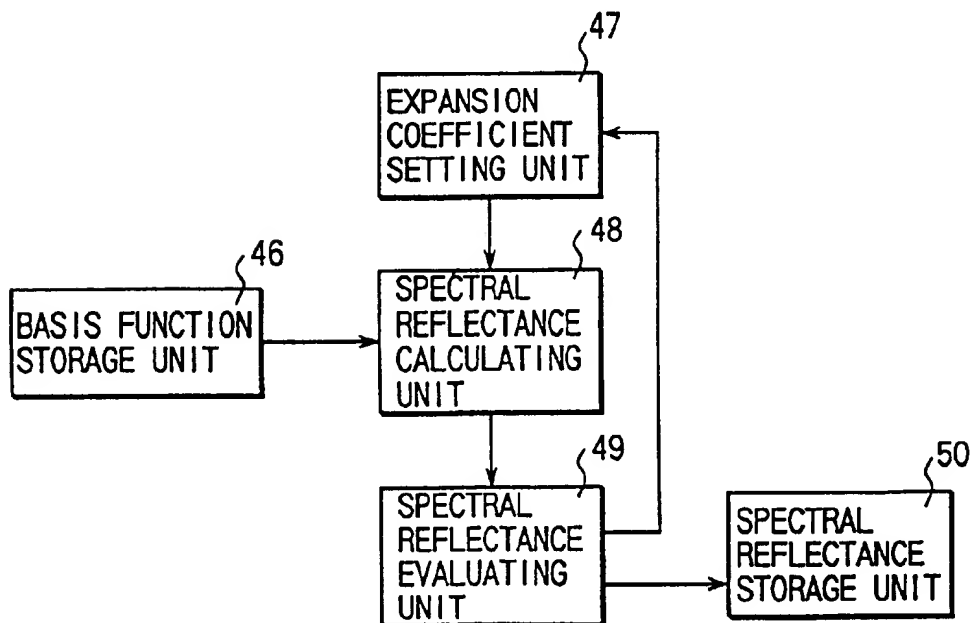 47
EXPANSION
COEFFICIENT
SETTING UNIT
48
SPECTRAL
REFLECTANCE
CALCULATING
UNIT
46
BASIS FUNCTION
STORAGE UNIT
49
SPECTRAL
REFLECTANCE
EVALUATING
UNIT
50
SPECTRAL
REFLECTANCE
STORAGE UNIT